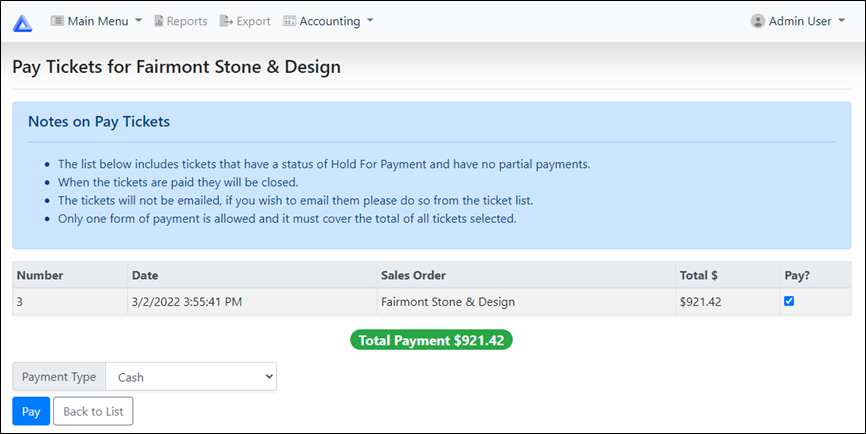 Main Menu Reports Export Accounting Admin User
Pay Tickets for Fairmont Stone & Design
Notes on Pay Tickets
• The list below includes tickets that have a status of Hold For Payment and have no partial payments.
• When the tickets are paid they will be closed.
• The tickets will not be emailed, if you wish to email them please do so from the ticket list.
• Only one form of payment is allowed and it must cover the total of all tickets selected.
Number Date Sales Order Total $ Pay?
3 3/2/2022 3:55:41 PM Fairmont Stone & Design $921.42
Total Payment $921.42
Payment Type Cash
Pay Back to List